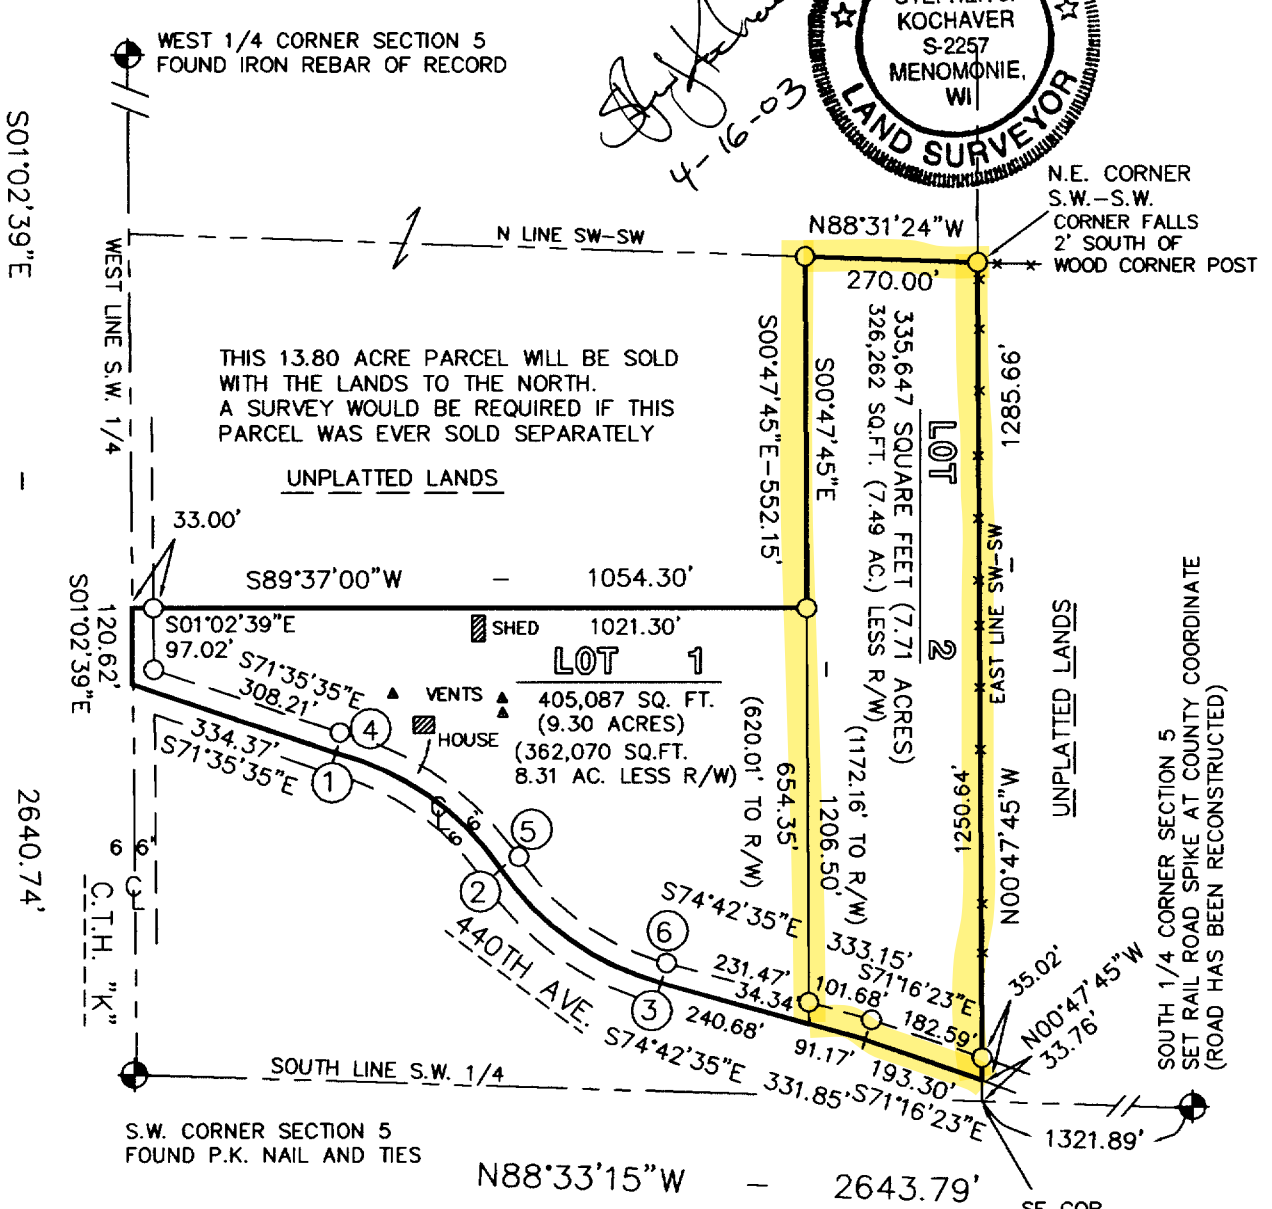 WEST 1/4 CORNER SECTION 5
FOUND IRON REBAR OF RECORD
KOCHAVER
S-2257
MENOMONIE,
WI
LAND SURVEYOR
4-16-03
N.E. CORNER
S.W.-S.W.
CORNER FALLS
2' SOUTH OF
WOOD CORNER POST
S01°02'39"E
-
2640.74'
WEST LINE S.W. 1/4
N LINE SW-SW
N88°31'24"W
270.00'
THIS 13.80 ACRE PARCEL WILL BE SOLD
WITH THE LANDS TO THE NORTH.
A SURVEY WOULD BE REQUIRED IF THIS
PARCEL WAS EVER SOLD SEPARATELY
UNPLATTED LANDS
S00°47'45"E-552.15'
S00°47'45"E
-
1206.50'
(1172.16' TO R/W)
LOT 2
335,647 SQUARE FEET (7.71 ACRES)
326,262 SQ.FT. (7.49 AC.) LESS R/W)
1285.66'
EAST LINE SW-SW
1250.64'
N00°47'45"W
UNPLATTED LANDS
SOUTH 1/4 CORNER SECTION 5
SET RAIL ROAD SPIKE AT COUNTY COORDINATE
(ROAD HAS BEEN RECONSTRUCTED)
33.00'
S89°37'00"W - 1054.30'
S01°02'39"E
97.02'
120.62'
S01°02'39"E
SHED
1021.30'
LOT 1
405,087 SQ. FT.
(9.30 ACRES)
(362,070 SQ.FT.
8.31 AC. LESS R/W)
VENTS
HOUSE
S71°35'35"E
308.21'
334.37'
S71°35'35"E
1
2
3
4
5
6
66'
654.35'
(620.01' TO R/W)
66'
C.T.H. "K"
440TH AVE.
S74°42'35"E
333.15'
231.47'
101.68'
34.34'
240.68'
S71°16'23"E
182.59'
91.17'
193.30'
S74°42'35"E
331.85'
S71°16'23"E
35.02'
N00°47'45"W
33.76'
SOUTH LINE S.W. 1/4
1321.89'
S.W. CORNER SECTION 5
FOUND P.K. NAIL AND TIES
N88°33'15"W - 2643.79'